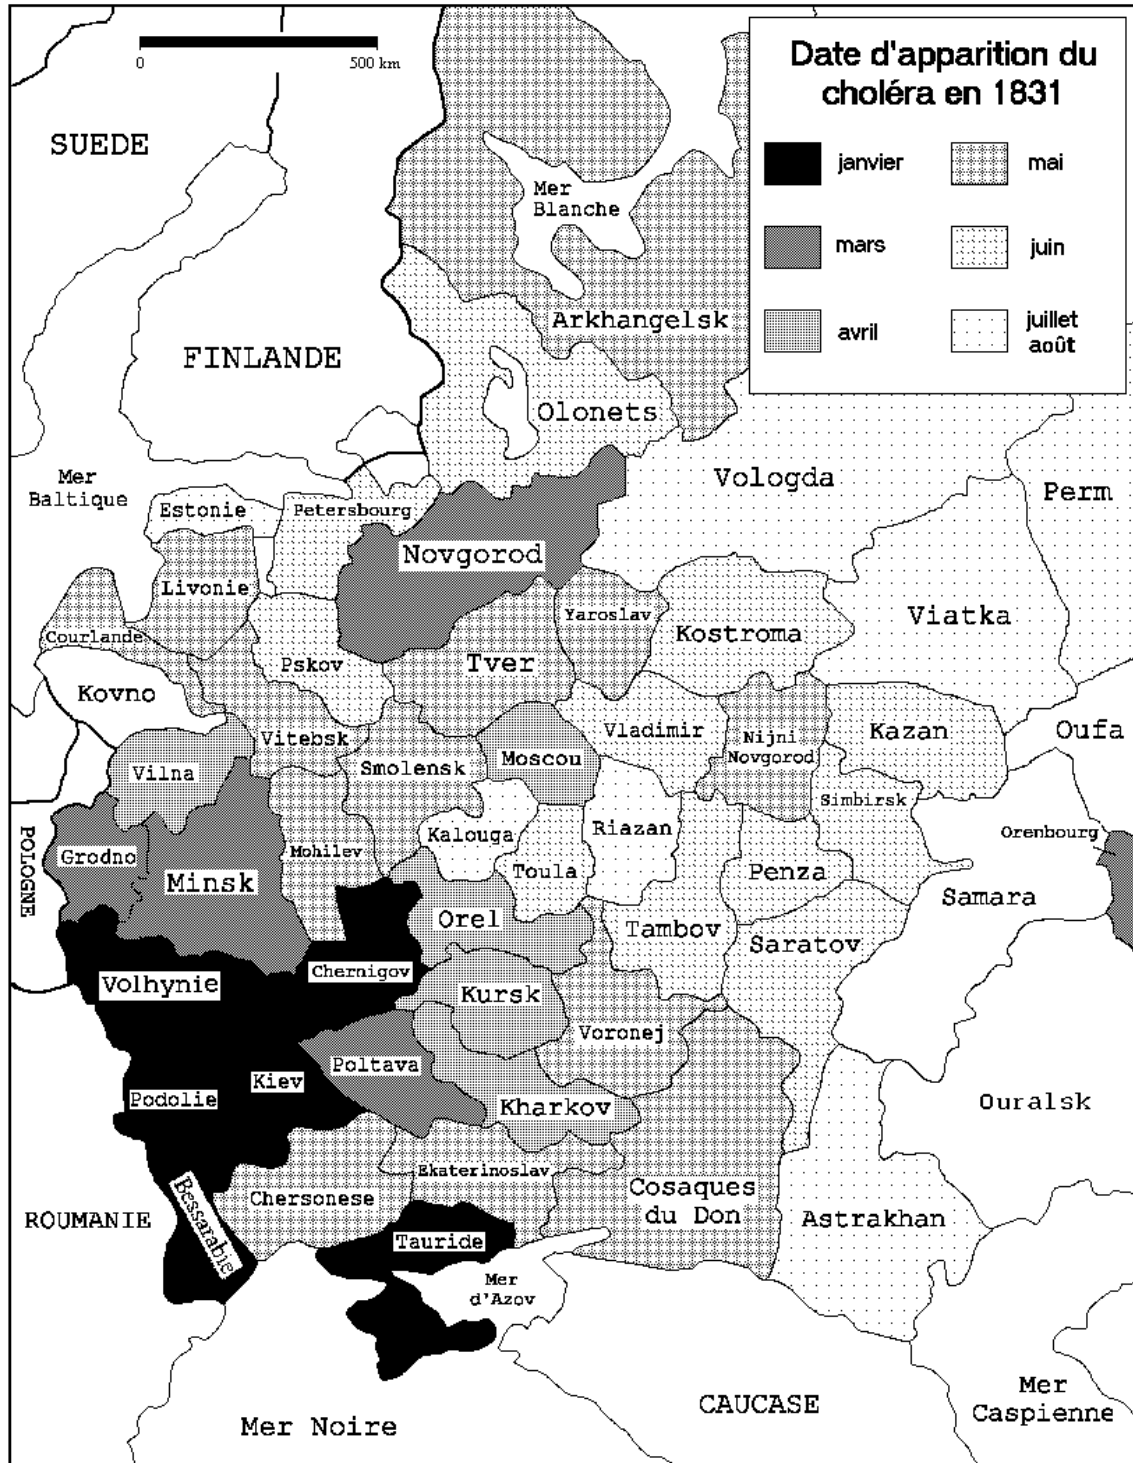 Date d'apparition du
choléra en 1831
janvier
mai
mars
juin
avril
juillet
août
0
500 km
SUEDE
Mer
Blanche
Arkhangelsk
FINLANDE
Olonets
Mer
Baltique
Vologda
Perm
Estonie
Petersbourg
Novgorod
Livonie
Yaroslav
Viatka
Courlande
Kostroma
Pskov
Tver
Kovno
Vladimir
Kazan
Oufa
Vitebsk
Nijni
Novgorod
Moscou
Vilna
Smolensk
Simbirsk
Riazan
Kalouga
Orenbourg
POLOGNE
Grodno
Mohilev
Toula
Penza
Minsk
Samara
Orel
Tambov
Saratov
Volhynie
Chernigov
Kursk
Voronej
Poltava
Kiev
Podolie
Kharkov
Ouralsk
Ekaterinoslav
Chersonese
Cosaques
du Don
Bessarabie
ROUMANIE
Astrakhan
Tauride
Mer
d'Azov
Mer
Caspienne
CAUCASE
Mer Noire